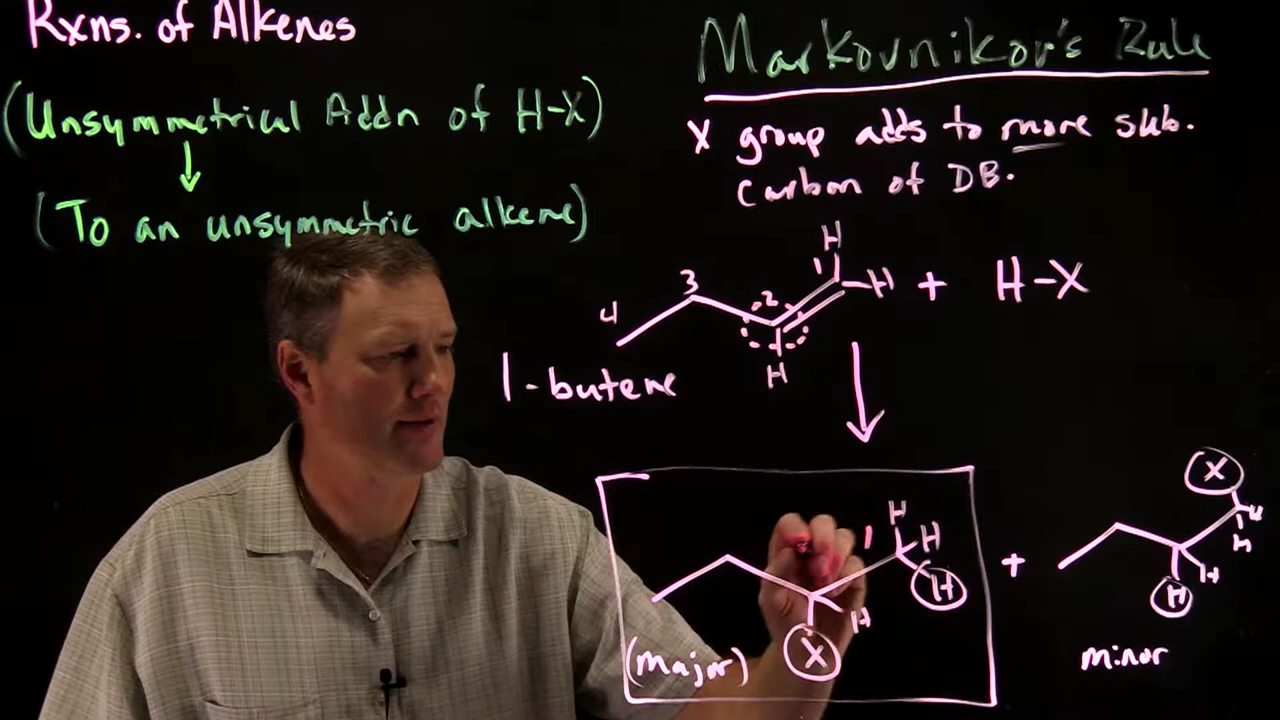 Rxns. of Alkenes
(Unsymmetrical Addn of H-X)
(To an unsymmetric alkene)
Markovnikov's Rule
X group adds to more sub.
carbon of DB.
4 3 2 1 H H H + H-X
1-butene
1 H H H H X
(major)
+
X H H H H
minor